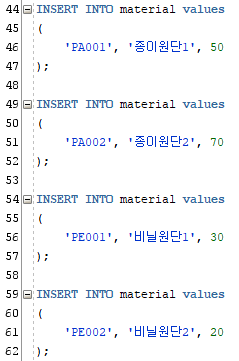 44 INSERT INTO material values
45 (
46 'PA001', '종이원단1', 50
47 );
48
49 INSERT INTO material values
50 (
51 'PA002', '종이원단2', 70
52 );
53
54 INSERT INTO material values
55 (
56 'PE001', '비닐원단1', 30
57 );
58
59 INSERT INTO material values
60 (
61 'PE002', '비닐원단2', 20
62 );